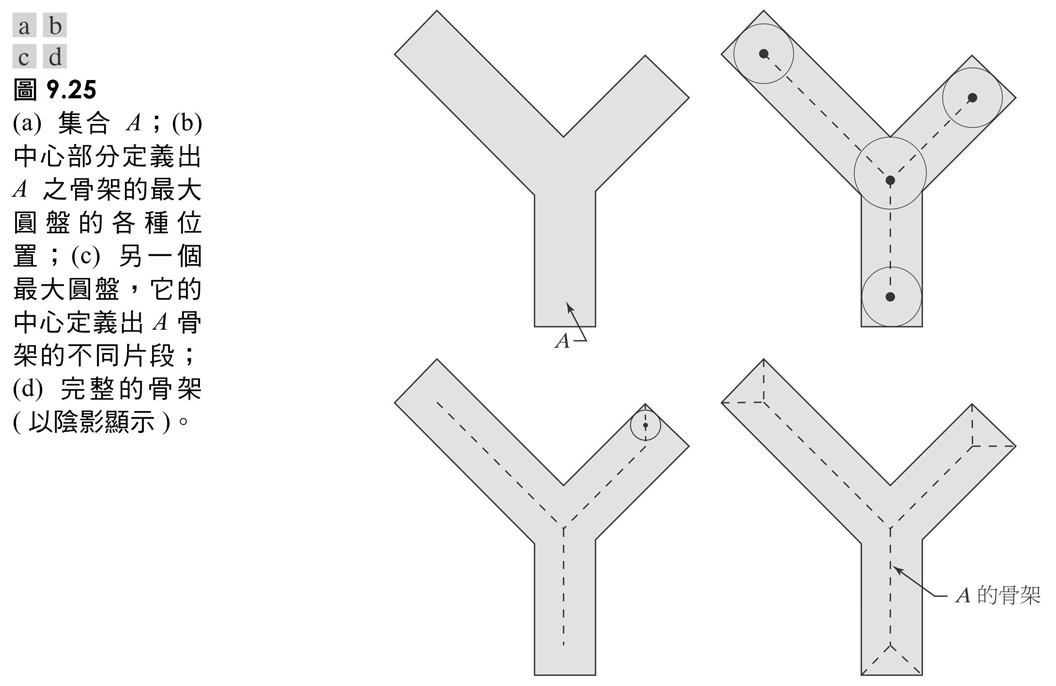 a b
c d
圖 9.25
(a) 集合 A；(b)
中心部分定義出
A 之骨架的最大
圓盤的各種位
置；(c) 另一個
最大圓盤，它的
中心定義出 A 骨
架的不同片段；
(d) 完整的骨架
( 以陰影顯示 )。
A
A 的骨架